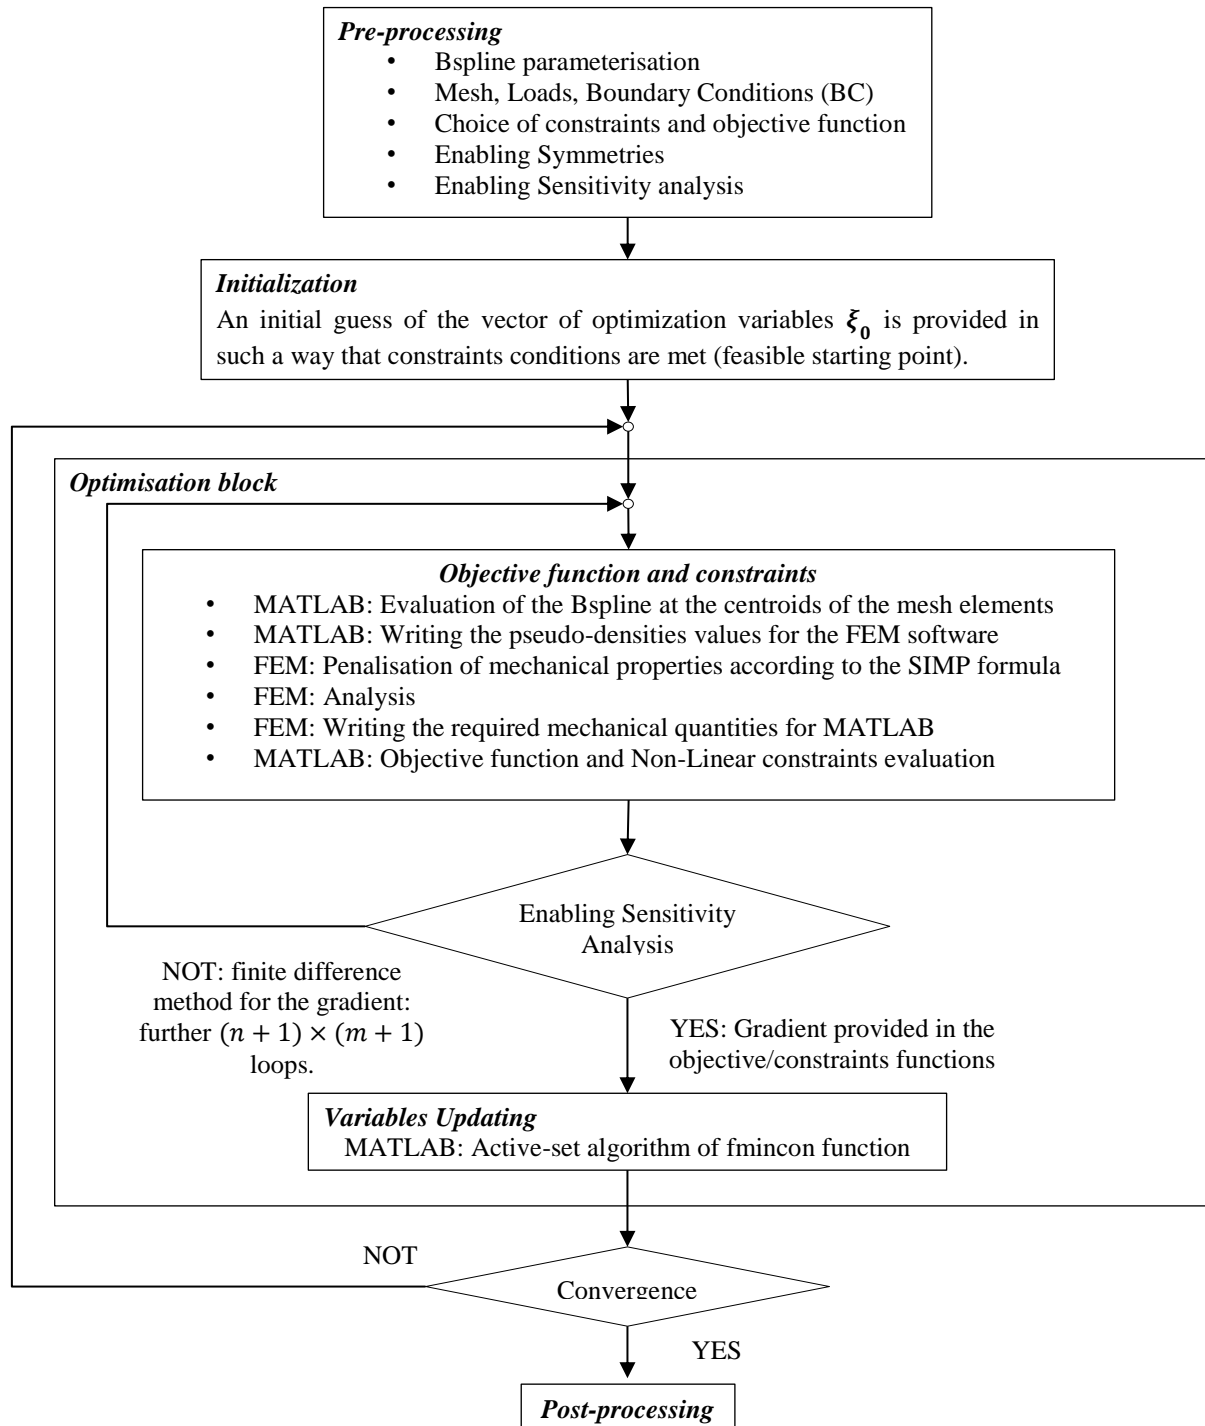 Pre-processing
• Bspline parameterisation
• Mesh, Loads, Boundary Conditions (BC)
• Choice of constraints and objective function
• Enabling Symmetries
• Enabling Sensitivity analysis
Initialization
An initial guess of the vector of optimization variables ξ₀ is provided in
such a way that constraints conditions are met (feasible starting point).
Optimisation block
Objective function and constraints
• MATLAB: Evaluation of the Bspline at the centroids of the mesh elements
• MATLAB: Writing the pseudo-densities values for the FEM software
• FEM: Penalisation of mechanical properties according to the SIMP formula
• FEM: Analysis
• FEM: Writing the required mechanical quantities for MATLAB
• MATLAB: Objective function and Non-Linear constraints evaluation
Enabling Sensitivity
Analysis
NOT: finite difference
method for the gradient:
further (n + 1) × (m + 1)
loops.
YES: Gradient provided in the
objective/constraints functions
Variables Updating
MATLAB: Active-set algorithm of fmincon function
NOT
Convergence
YES
Post-processing